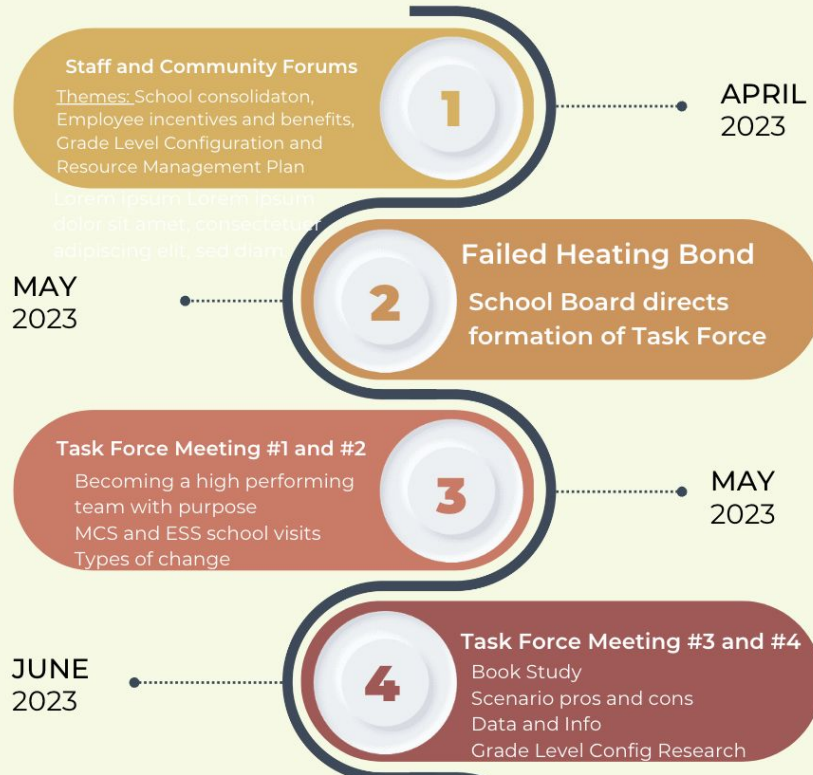 Staff and Community Forums
Themes: School consolidaton,
Employee incentives and benefits,
Grade Level Configuration and
Resource Management Plan
Lorem ipsum Lorem ipsum
dolor sit amet, consectetuer
adipiscing elit, sed diam
1
APRIL
2023
MAY
2023
2
Failed Heating Bond
School Board directs
formation of Task Force
Task Force Meeting #1 and #2
Becoming a high performing
team with purpose
MCS and ESS school visits
Types of change
3
MAY
2023
JUNE
2023
4
Task Force Meeting #3 and #4
Book Study
Scenario pros and cons
Data and Info
Grade Level Config Research